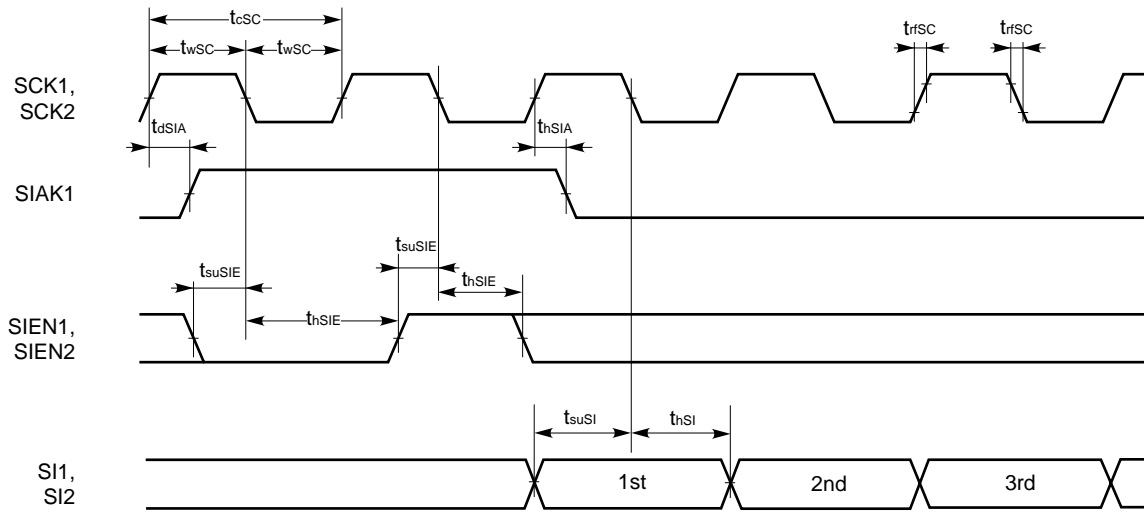 tcSC
twSC twSC
trfSC trfSC
SCK1,
SCK2
tdSIA thSIA
SIAK1
tsuSIE
tsuSIE
thSIE
thSIE
SIEN1,
SIEN2
tsuSI thSI
SI1,
SI2
1st 2nd 3rd